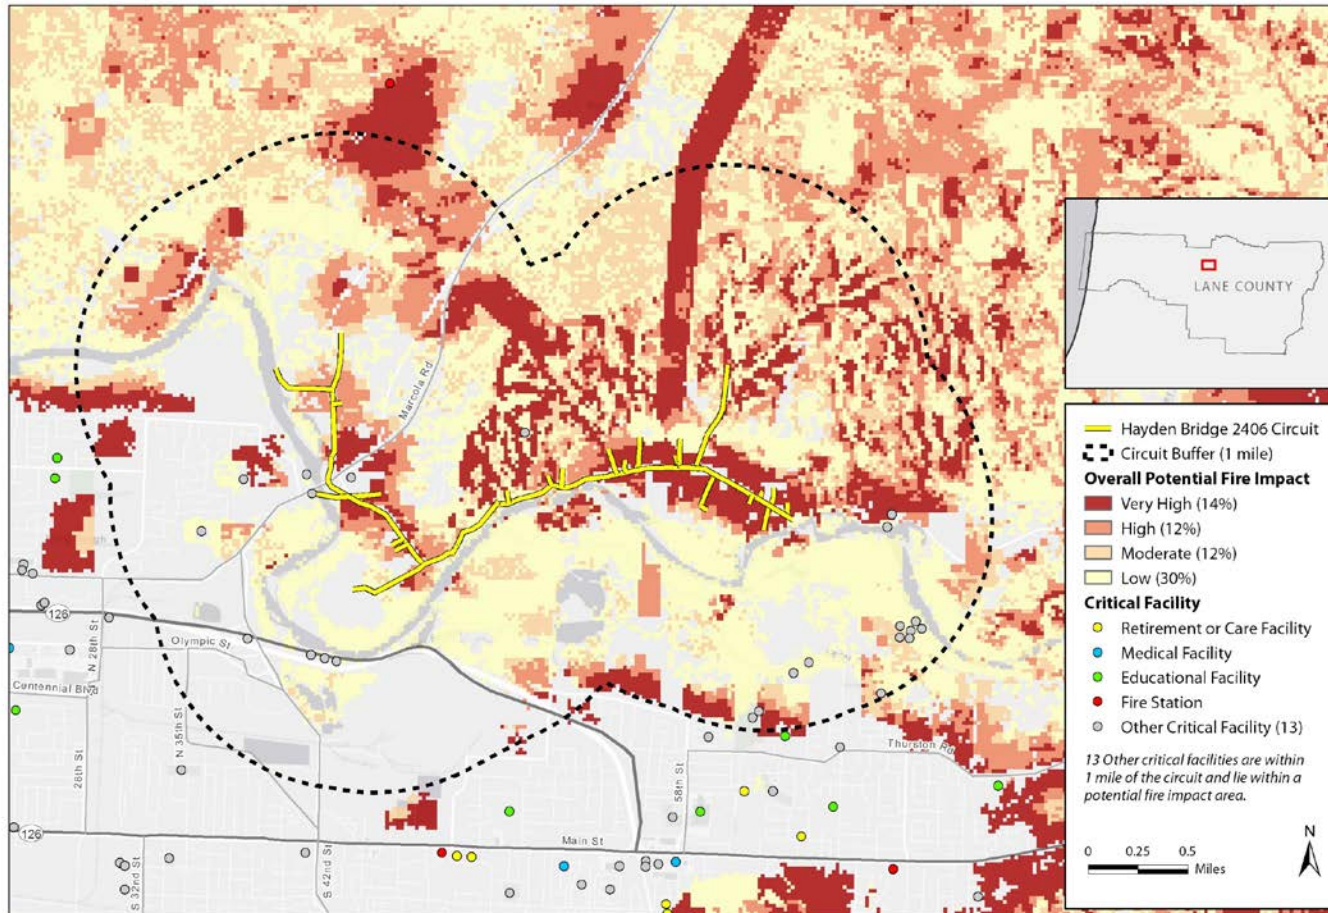 Marcola Rd
126
N 28th St
Olympic St
Centennial Blvd
N 35th St
28th St
126
S 32nd St
S 42nd St
Main St
58th St
Thurston Rd
LANE COUNTY
Hayden Bridge 2406 Circuit
Circuit Buffer (1 mile)
Overall Potential Fire Impact
Very High (14%)
High (12%)
Moderate (12%)
Low (30%)
Critical Facility
Retirement or Care Facility
Medical Facility
Educational Facility
Fire Station
Other Critical Facility (13)
13 Other critical facilities are within
1 mile of the circuit and lie within a
potential fire impact area.
N
0 0.25 0.5
Miles